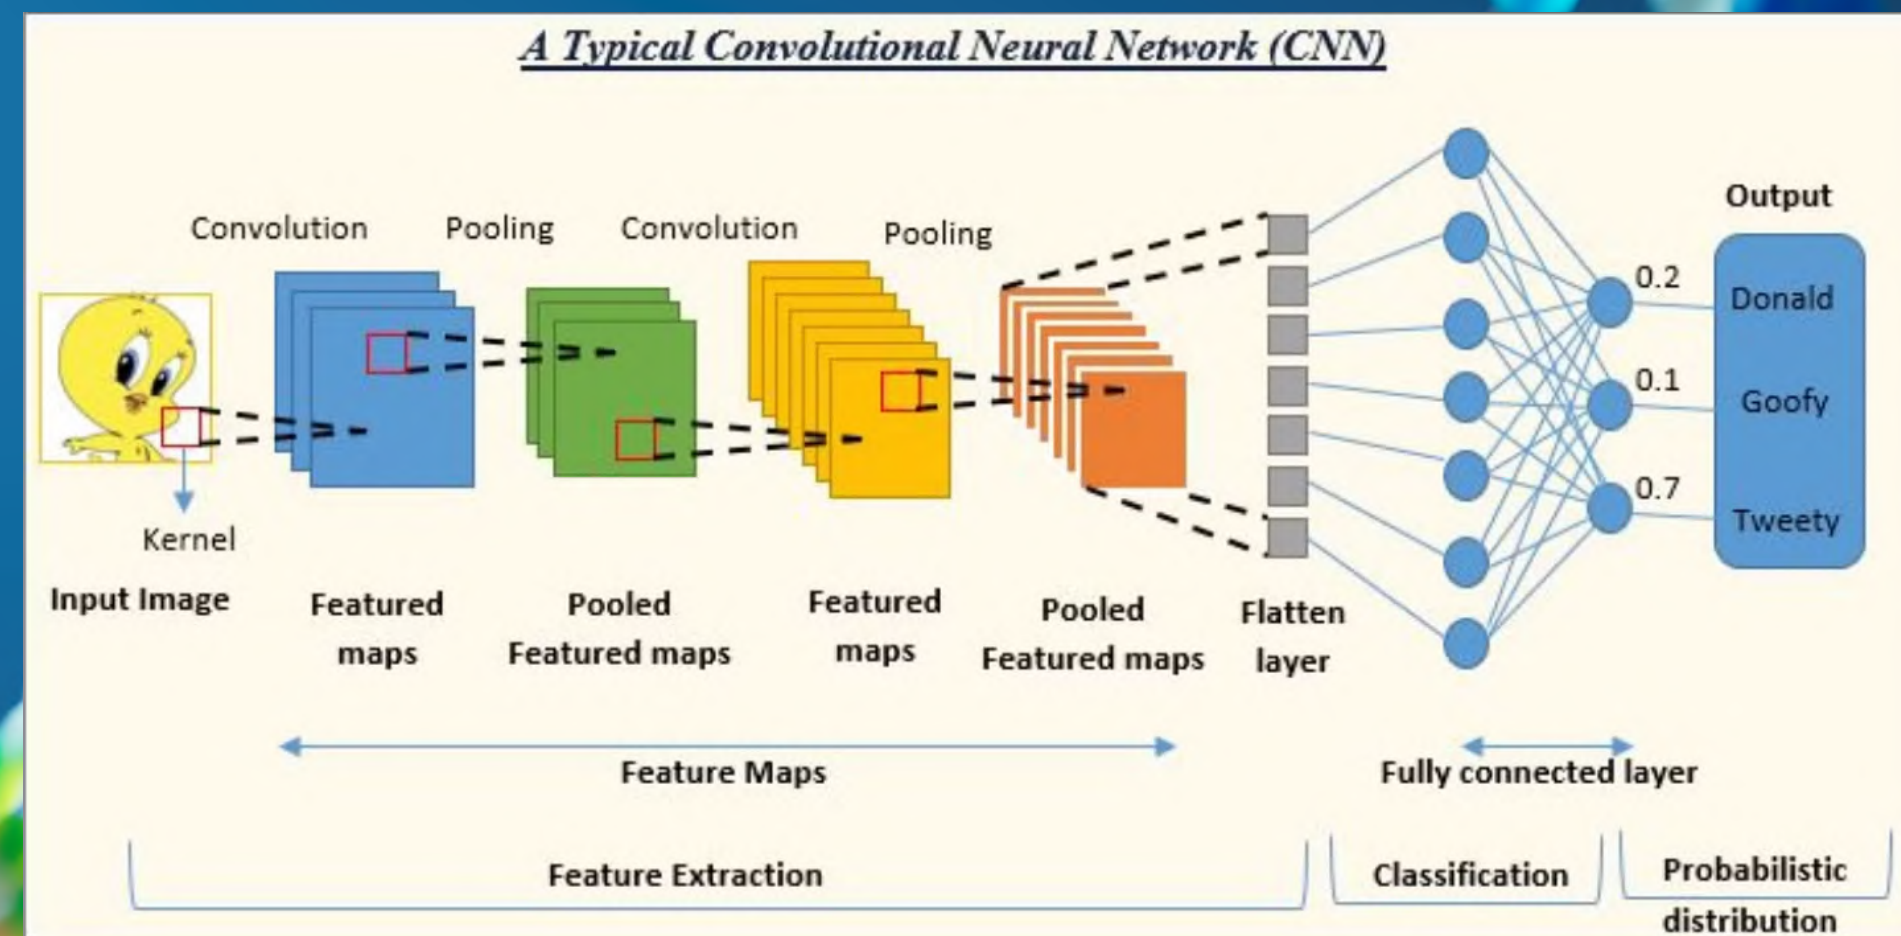 A Typical Convolutional Neural Network (CNN)
Convolution
Pooling
Convolution
Pooling
Output
0.2
Donald
0.1
Goofy
0.7
Tweety
Kernel
Input Image
Featured
maps
Pooled
Featured maps
Featured
maps
Pooled
Featured maps
Flatten
layer
Feature Maps
Fully connected layer
Feature Extraction
Classification
Probabilistic
distribution